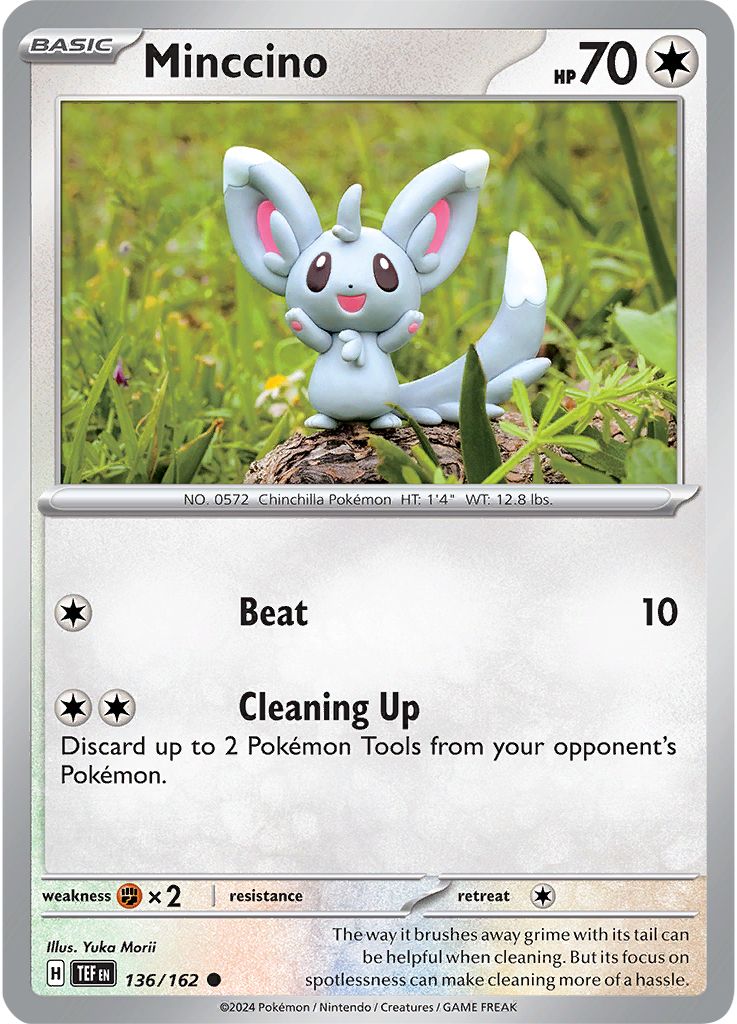 BASIC
Minccino
HP 70
NO. 0572 Chinchilla Pokémon HT: 1'4" WT: 12.8 lbs.
Beat 10
Cleaning Up
Discard up to 2 Pokémon Tools from your opponent's
Pokémon.
weakness ×2 resistance retreat
Illus. Yuka Morii
H TEF EN 136/162
The way it brushes away grime with its tail can
be helpful when cleaning. But its focus on
spotlessness can make cleaning more of a hassle.
©2024 Pokémon / Nintendo / Creatures / GAME FREAK